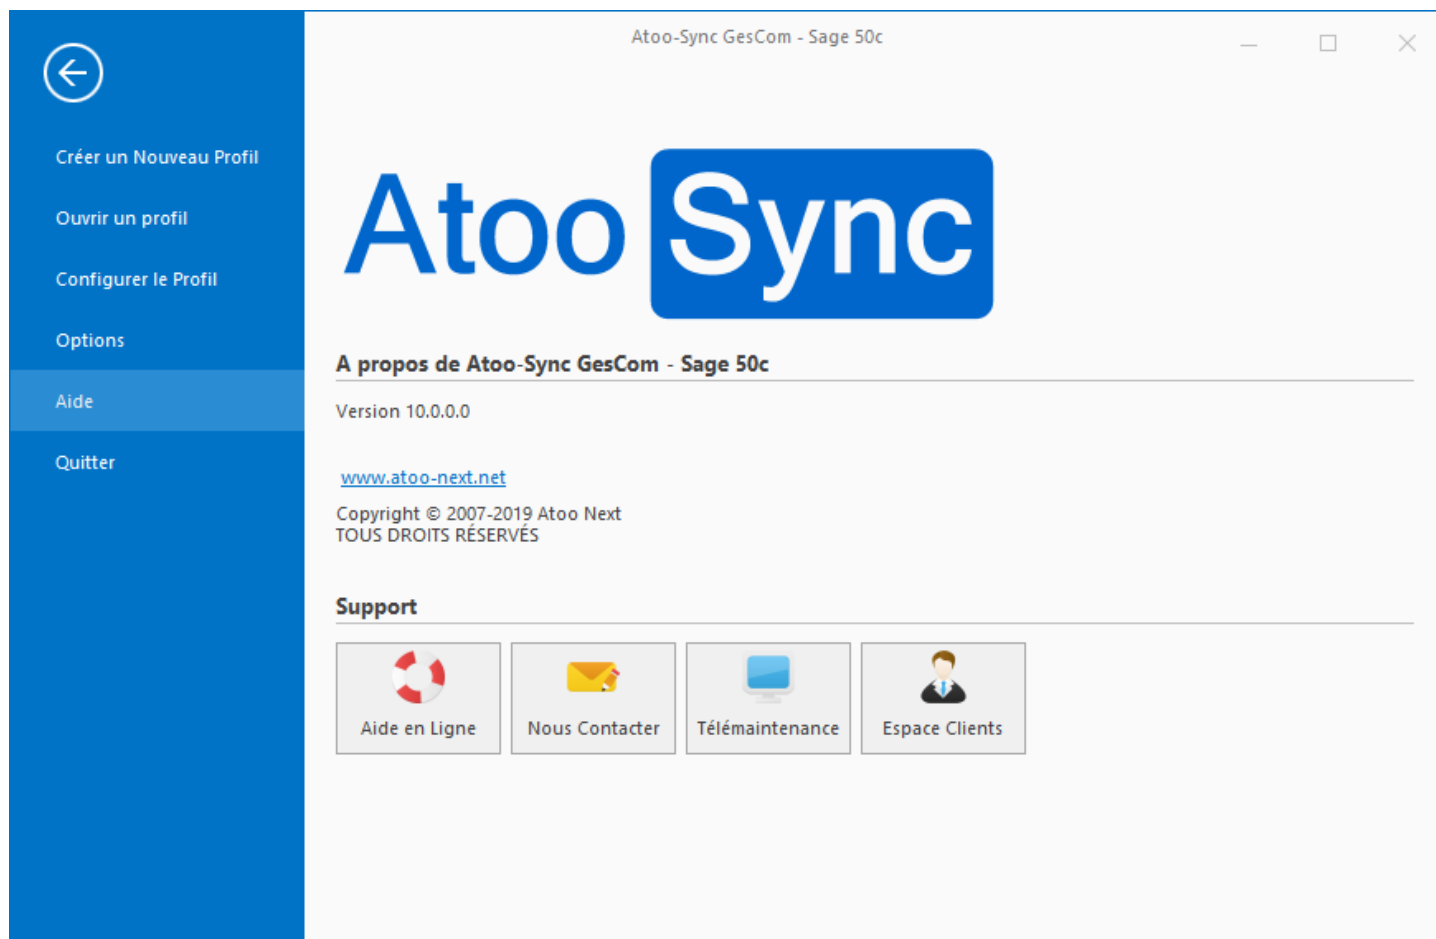 Atoo-Sync GesCom - Sage 50c
Créer un Nouveau Profil
Ouvrir un profil
Configurer le Profil
Options
Aide
Quitter
Atoo Sync
A propos de Atoo-Sync GesCom - Sage 50c
Version 10.0.0.0
www.atoo-next.net
Copyright © 2007-2019 Atoo Next
TOUS DROITS RÉSERVÉS
Support
Aide en Ligne
Nous Contacter
Télémaintenance
Espace Clients